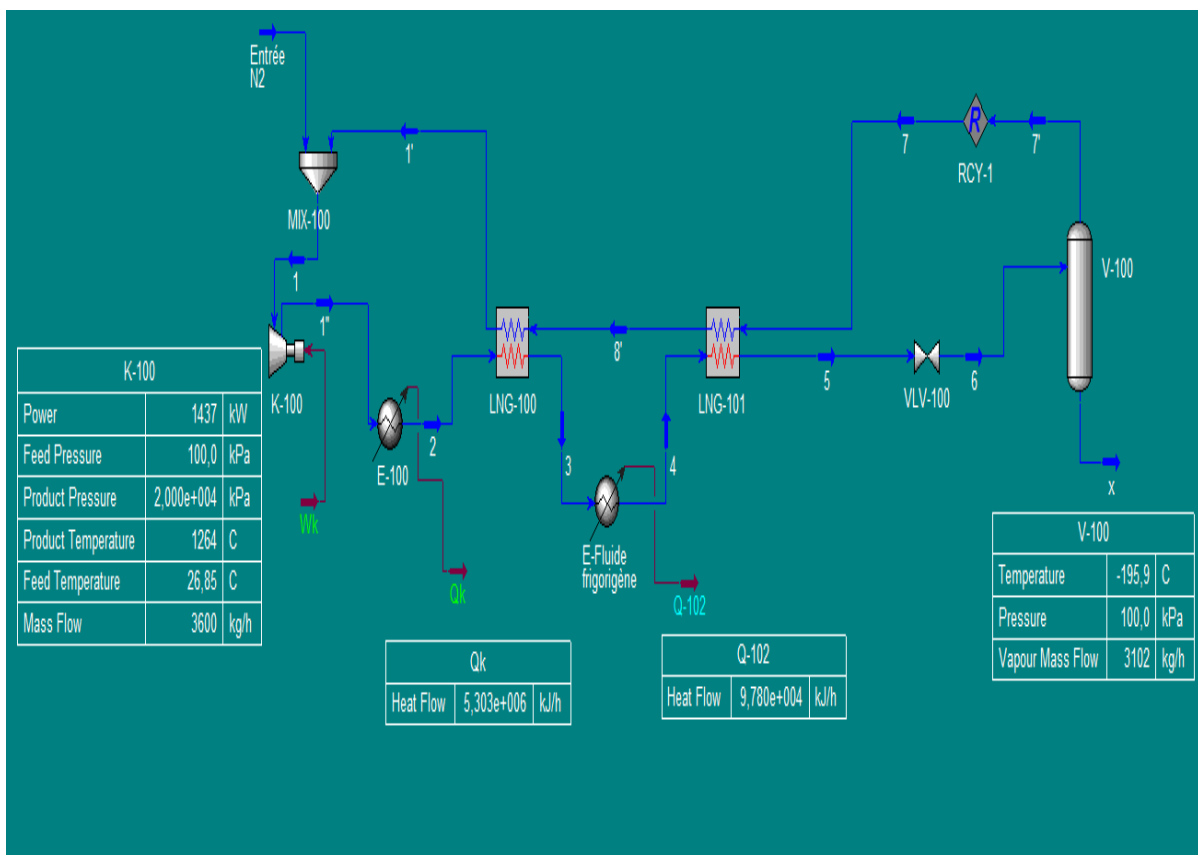 Entrée
N2
1'
7
7'
RCY-1
MIX-100
V-100
1
1"
8'
5
6
K-100
LNG-100
LNG-101
VLV-100
2
E-100
3
4
x
Wk
Qk
E-Fluide
frigorigène
Q-102
K-100
Power 1437 kW
Feed Pressure 100,0 kPa
Product Pressure 2,000e+004 kPa
Product Temperature 1264 C
Feed Temperature 26,85 C
Mass Flow 3600 kg/h
Qk
Heat Flow 5,303e+006 kJ/h
Q-102
Heat Flow 9,780e+004 kJ/h
V-100
Temperature -195,9 C
Pressure 100,0 kPa
Vapour Mass Flow 3102 kg/h
R